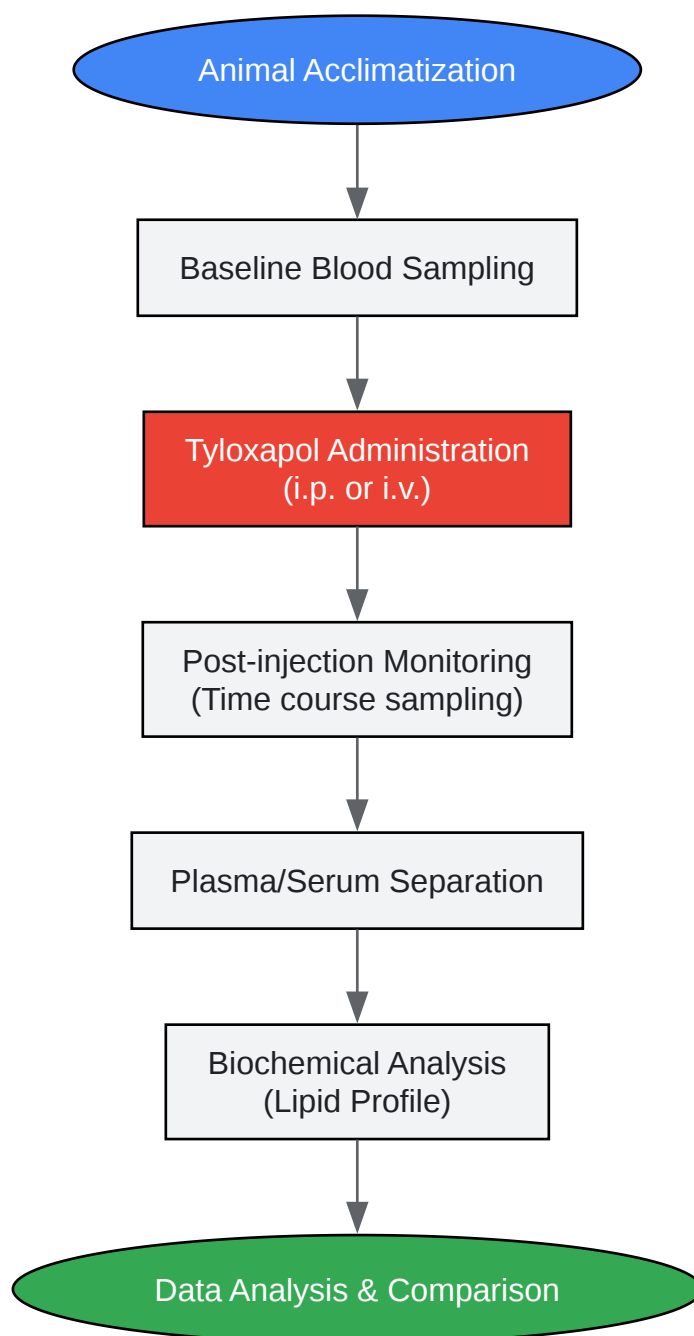 Animal Acclimatization
Baseline Blood Sampling
Tyloxapol Administration
(i.p. or i.v.)
Post-injection Monitoring
(Time course sampling)
Plasma/Serum Separation
Biochemical Analysis
(Lipid Profile)
Data Analysis & Comparison